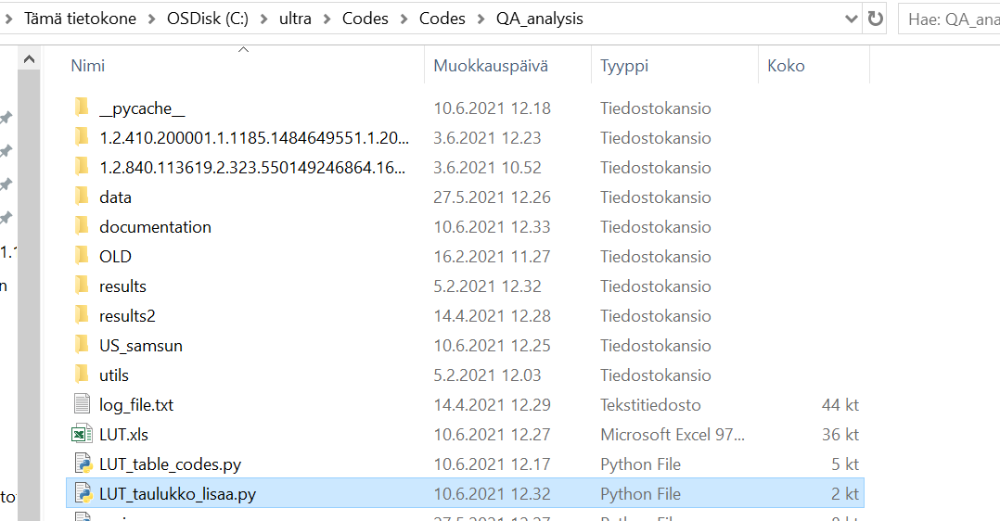 Tämä tietokone > OSDisk (C:) > ultra > Codes > Codes > QA_analysis
Hae: QA_ana
Nimi Muokkauspäivä Tyyppi Koko
__pycache__ 10.6.2021 12.18 Tiedostokansio
1.2.410.200001.1.1185.1484649551.1.20... 3.6.2021 12.23 Tiedostokansio
1.2.840.113619.2.323.550149246864.16... 3.6.2021 10.52 Tiedostokansio
data 27.5.2021 12.26 Tiedostokansio
documentation 10.6.2021 12.33 Tiedostokansio
OLD 16.2.2021 11.27 Tiedostokansio
results 5.2.2021 12.32 Tiedostokansio
results2 14.4.2021 12.28 Tiedostokansio
US_samsun 10.6.2021 12.25 Tiedostokansio
utils 5.2.2021 12.03 Tiedostokansio
log_file.txt 14.4.2021 12.29 Tekstitiedosto 44 kt
LUT.xls 10.6.2021 12.27 Microsoft Excel 97... 36 kt
LUT_table_codes.py 10.6.2021 12.17 Python File 5 kt
LUT_taulukko_lisaa.py 10.6.2021 12.32 Python File 2 kt